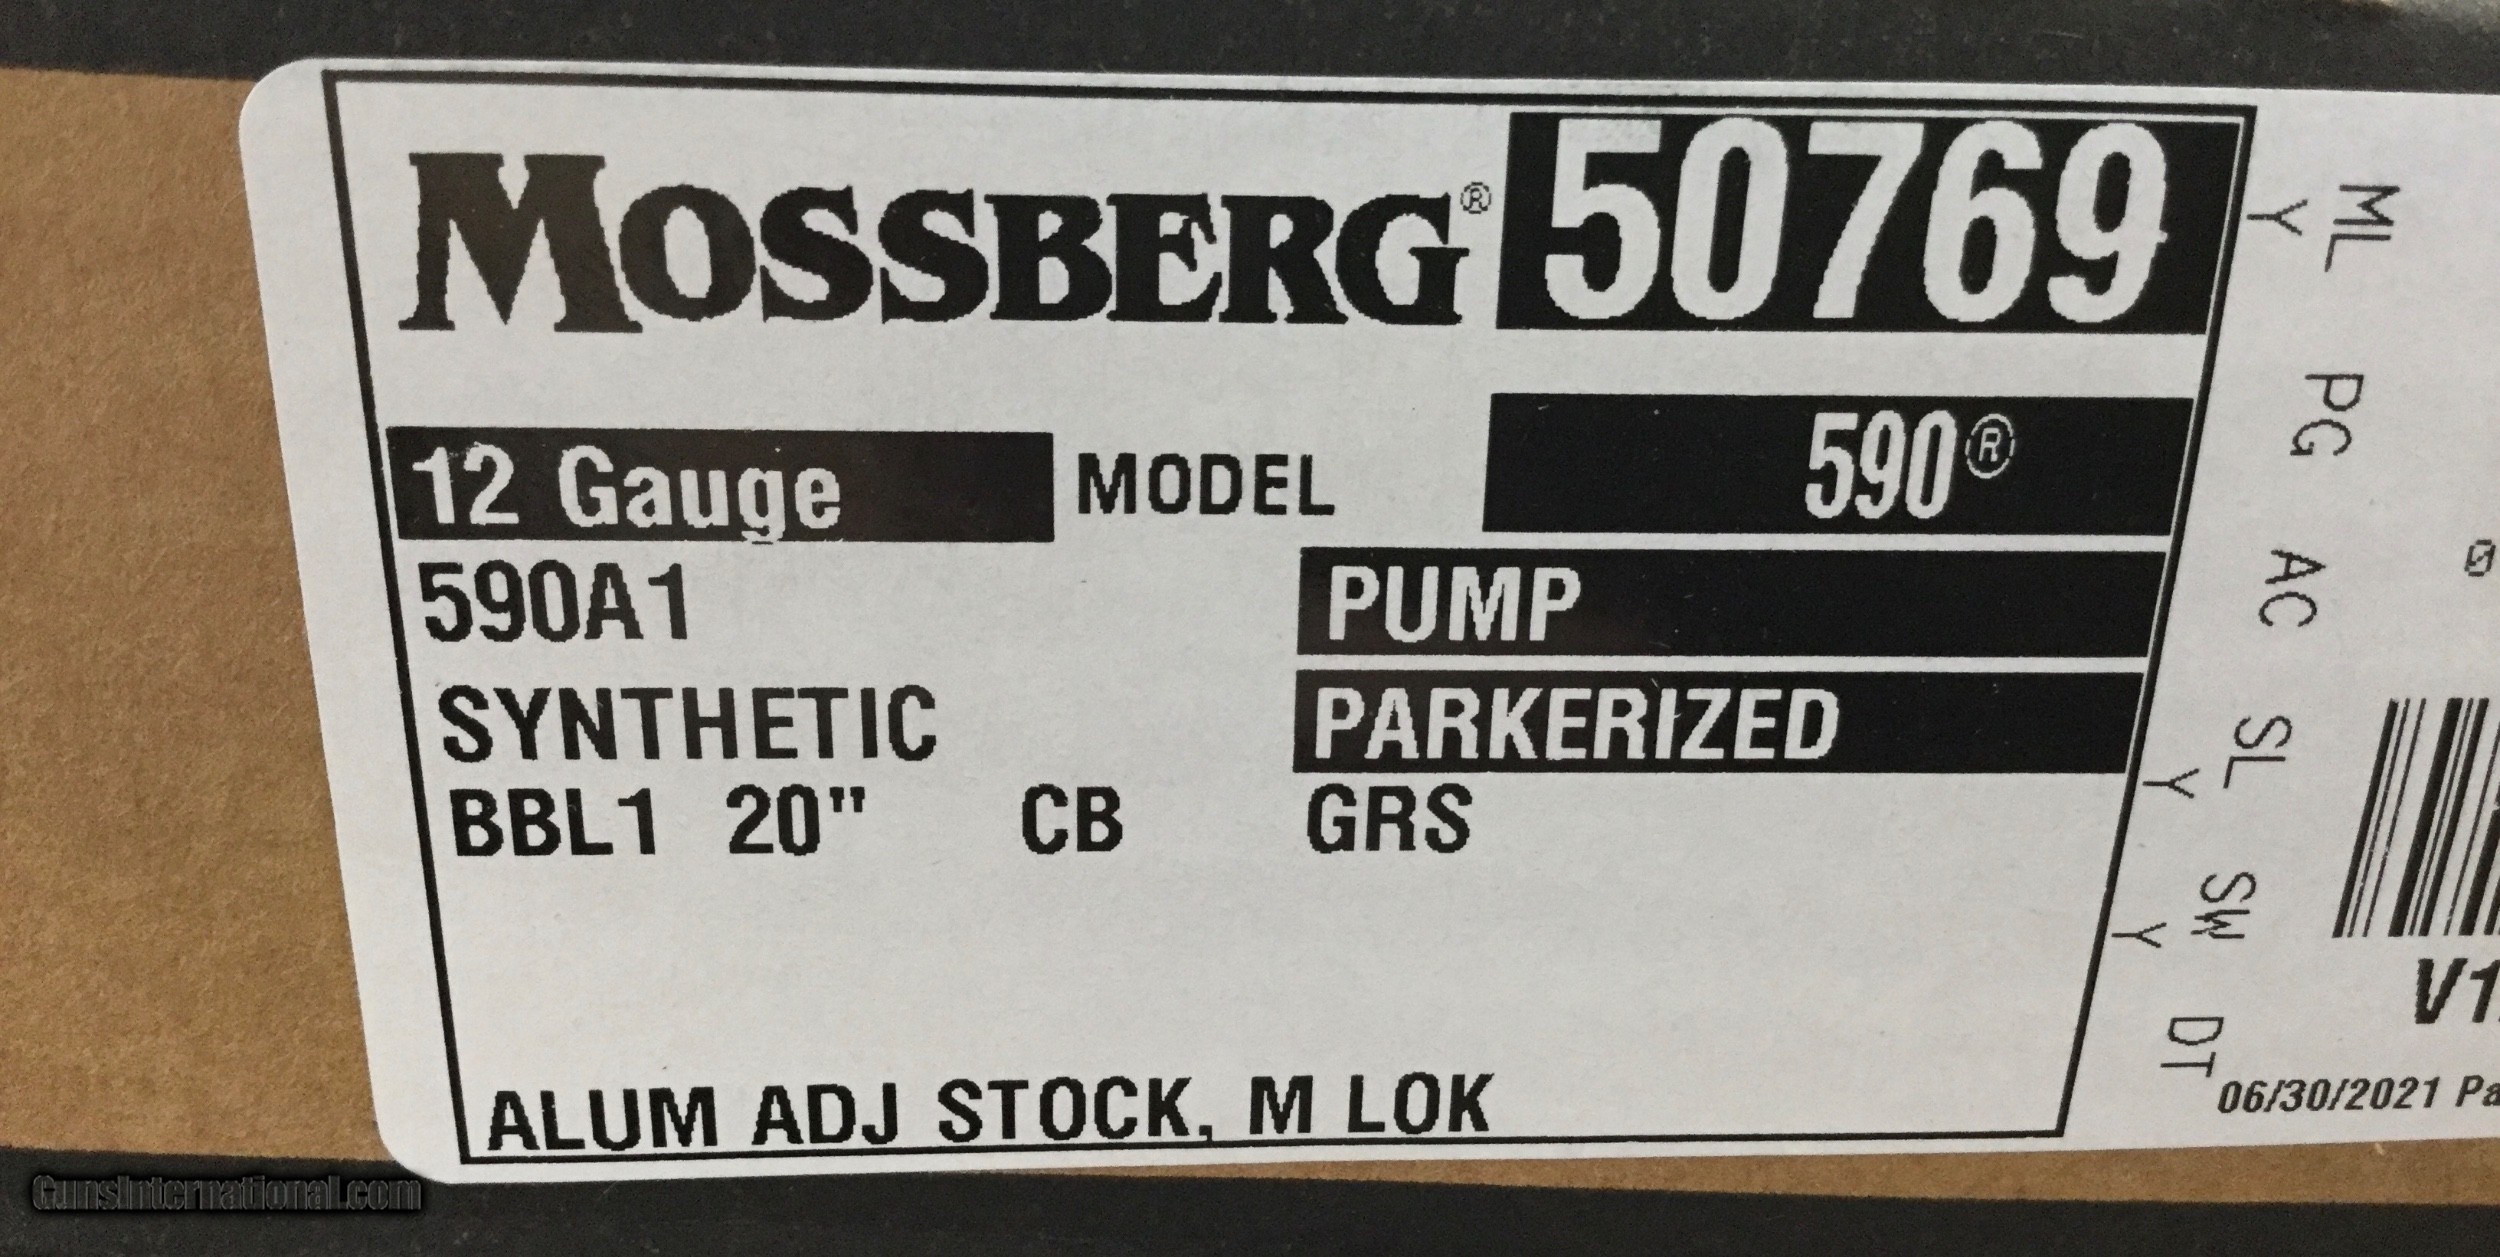 MOSSBERG® 50769
12 Gauge MODEL 590®
590A1 PUMP
SYNTHETIC PARKERIZED
BBL1 20" CB GRS
ALUM ADJ STOCK, M LOK
ML PG AC SL SW DT
Y Y Y
0
06/30/2021
GunsInternational.com